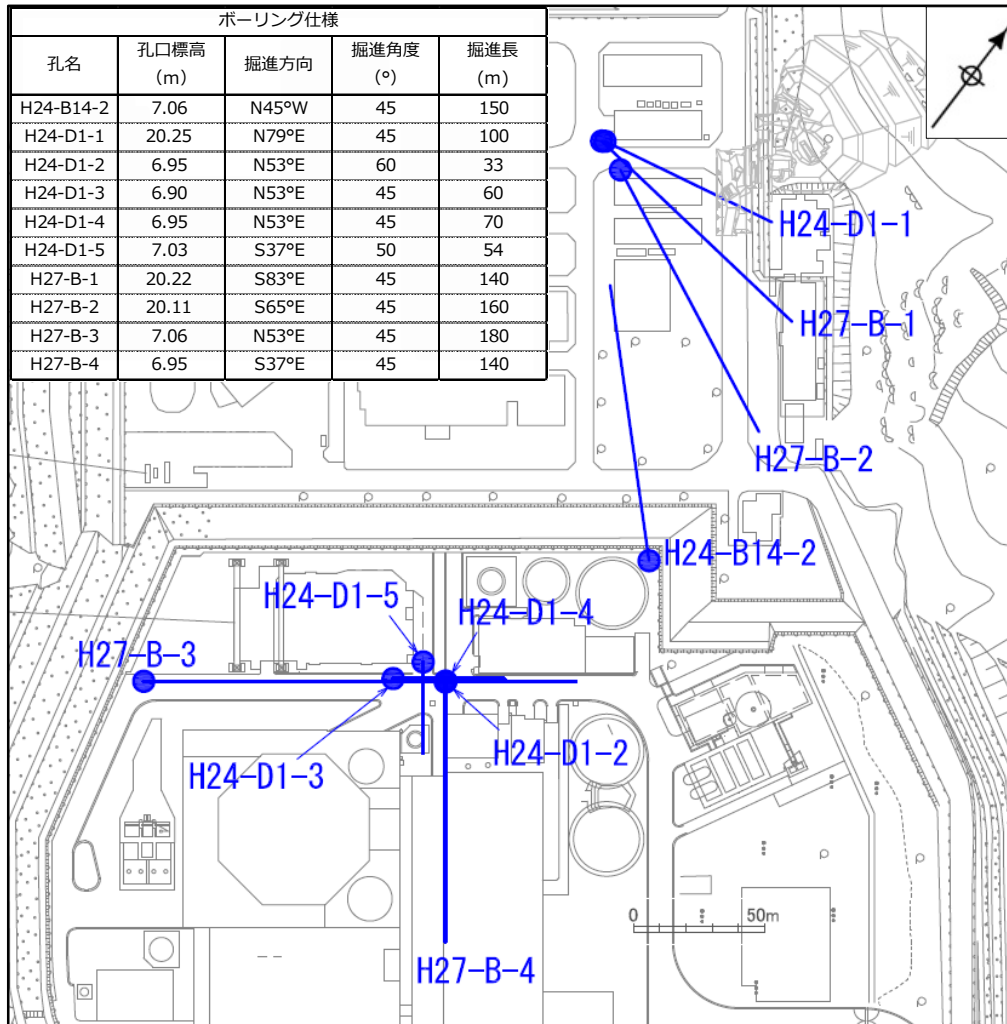 ボーリング仕様
孔名 孔口標高（m） 掘進方向 掘進角度（°） 掘進長（m）
H24-B14-2 7.06 N45°W 45 150
H24-D1-1 20.25 N79°E 45 100
H24-D1-2 6.95 N53°E 60 33
H24-D1-3 6.90 N53°E 45 60
H24-D1-4 6.95 N53°E 45 70
H24-D1-5 7.03 S37°E 50 54
H27-B-1 20.22 S83°E 45 140
H27-B-2 20.11 S65°E 45 160
H27-B-3 7.06 N53°E 45 180
H27-B-4 6.95 S37°E 45 140
H24-D1-1
H27-B-1
H27-B-2
H24-B14-2
H24-D1-5
H24-D1-4
H27-B-3
H24-D1-2
H24-D1-3
0 50m
H27-B-4